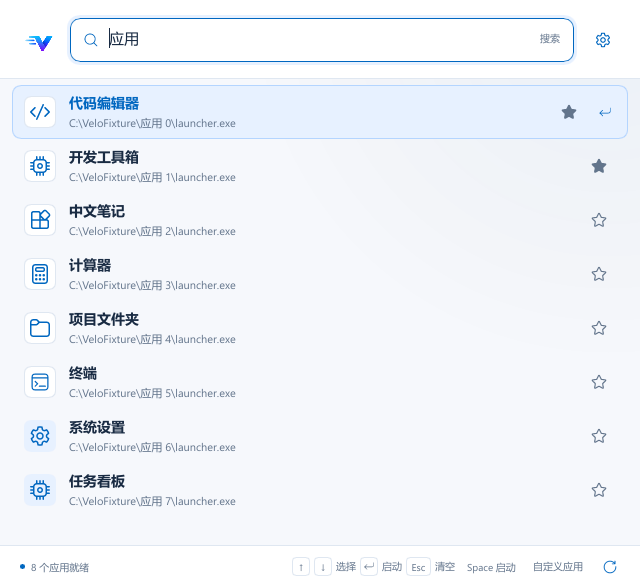 应用 搜索
代码编辑器
C:\VeloFixture\应用 0\launcher.exe
开发工具箱
C:\VeloFixture\应用 1\launcher.exe
中文笔记
C:\VeloFixture\应用 2\launcher.exe
计算器
C:\VeloFixture\应用 3\launcher.exe
项目文件夹
C:\VeloFixture\应用 4\launcher.exe
终端
C:\VeloFixture\应用 5\launcher.exe
系统设置
C:\VeloFixture\应用 6\launcher.exe
任务看板
C:\VeloFixture\应用 7\launcher.exe
8 个应用就绪 ↑ ↓ 选择 ↵ 启动 Esc 清空 Space 启动 自定义应用